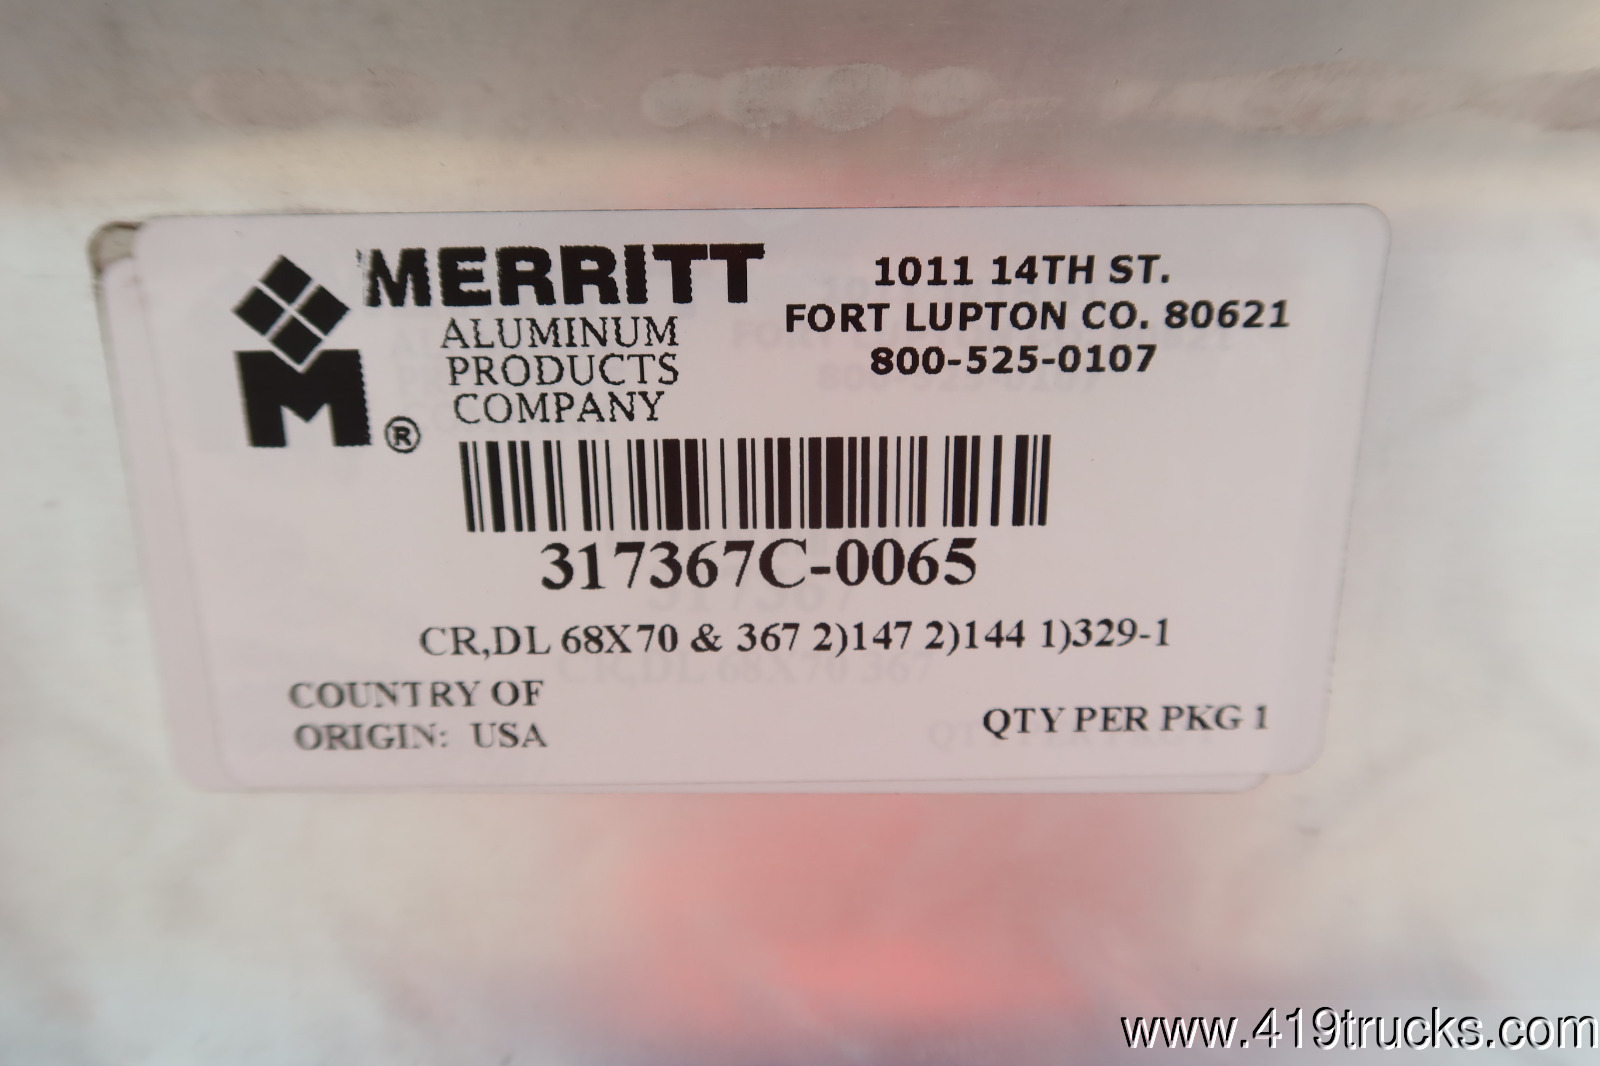 MERRITT
ALUMINUM
PRODUCTS
COMPANY
M®
1011 14TH ST.
FORT LUPTON CO. 80621
800-525-0107
317367C-0065
CR,DL 68X70 & 367 2)147 2)144 1)329-1
COUNTRY OF
ORIGIN: USA
QTY PER PKG 1
www.419trucks.com